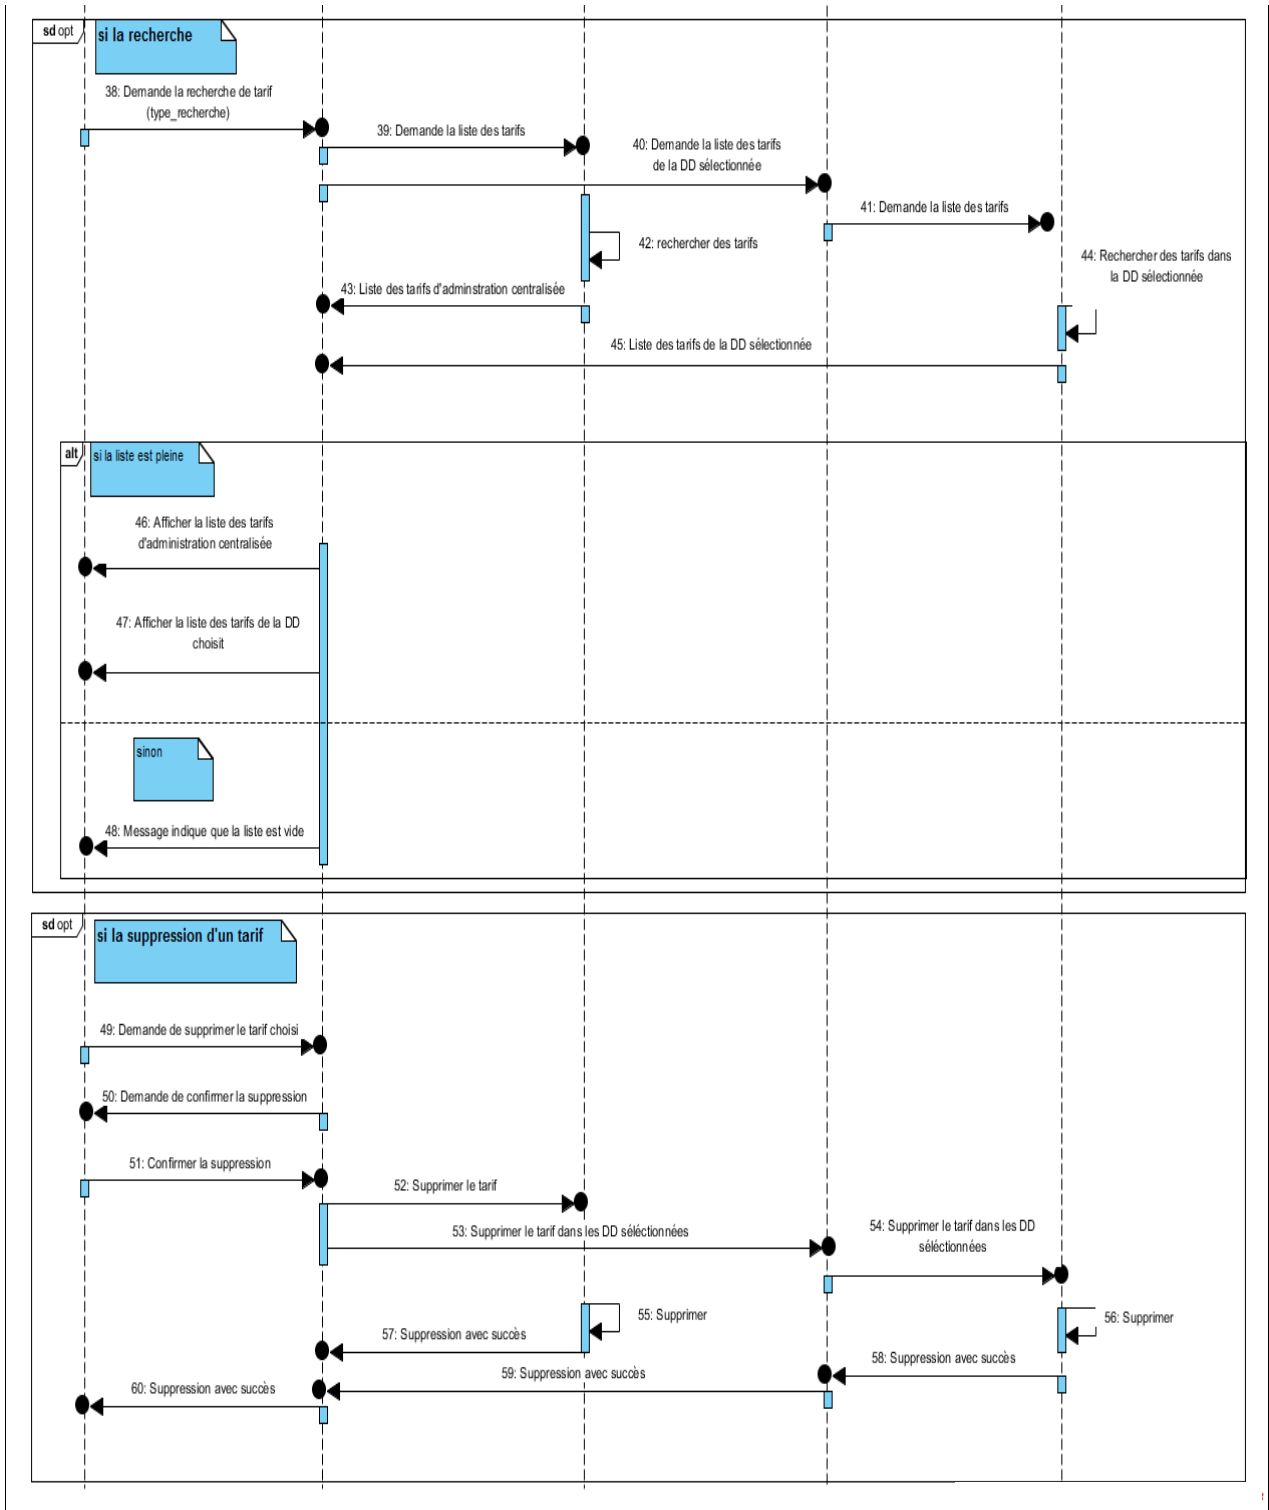 sd opt
si la recherche
38: Demande la recherche de tarif
(type_recherche)
39: Demande la liste des tarifs
40: Demande la liste des tarifs
de la DD sélectionnée
41: Demande la liste des tarifs
42: rechercher des tarifs
44: Rechercher des tarifs dans
la DD sélectionnée
43: Liste des tarifs d'adminstration centralisée
45: Liste des tarifs de la DD sélectionnée
alt
si la liste est pleine
46: Afficher la liste des tarifs
d'administration centralisée
47: Afficher la liste des tarifs de la DD
choisit
sinon
48: Message indique que la liste est vide
sd opt
si la suppression d'un tarif
49: Demande de supprimer le tarif choisi
50: Demande de confirmer la suppression
51: Confirmer la suppression
52: Supprimer le tarif
53: Supprimer le tarif dans les DD séléctionnées
54: Supprimer le tarif dans les DD
séléctionnées
55: Supprimer
56: Supprimer
57: Suppression avec succès
58: Suppression avec succès
59: Suppression avec succès
60: Suppression avec succès